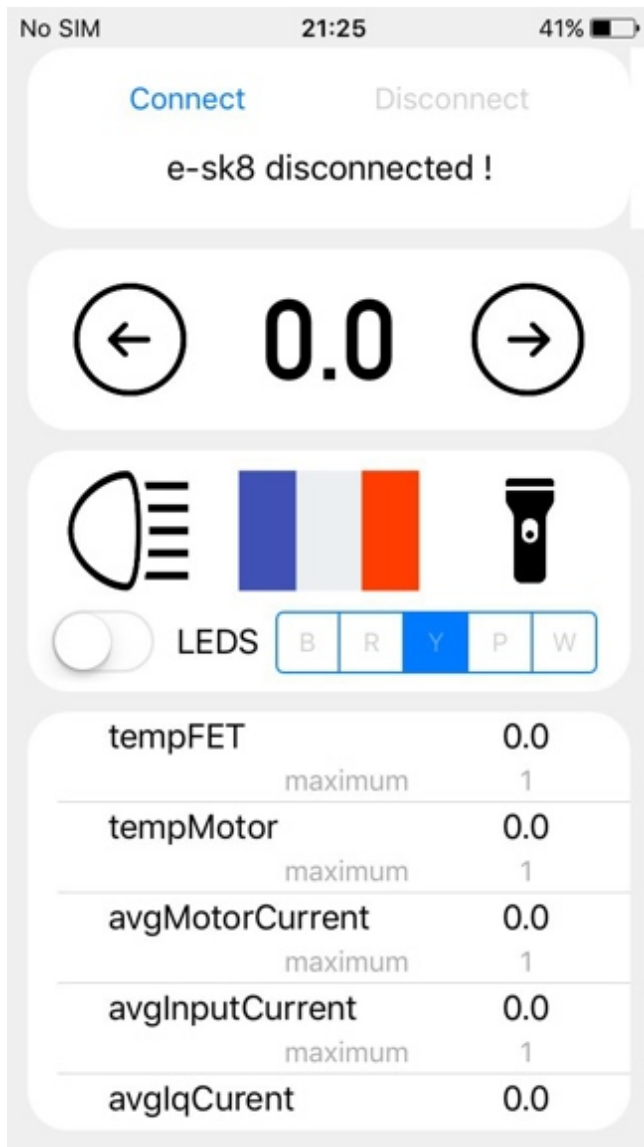 No SIM 21:25 41%
Connect Disconnect
e-sk8 disconnected !
0.0
LEDS B R Y P W
tempFET 0.0
maximum 1
tempMotor 0.0
maximum 1
avgMotorCurrent 0.0
maximum 1
avgInputCurrent 0.0
maximum 1
avgIqCurent 0.0